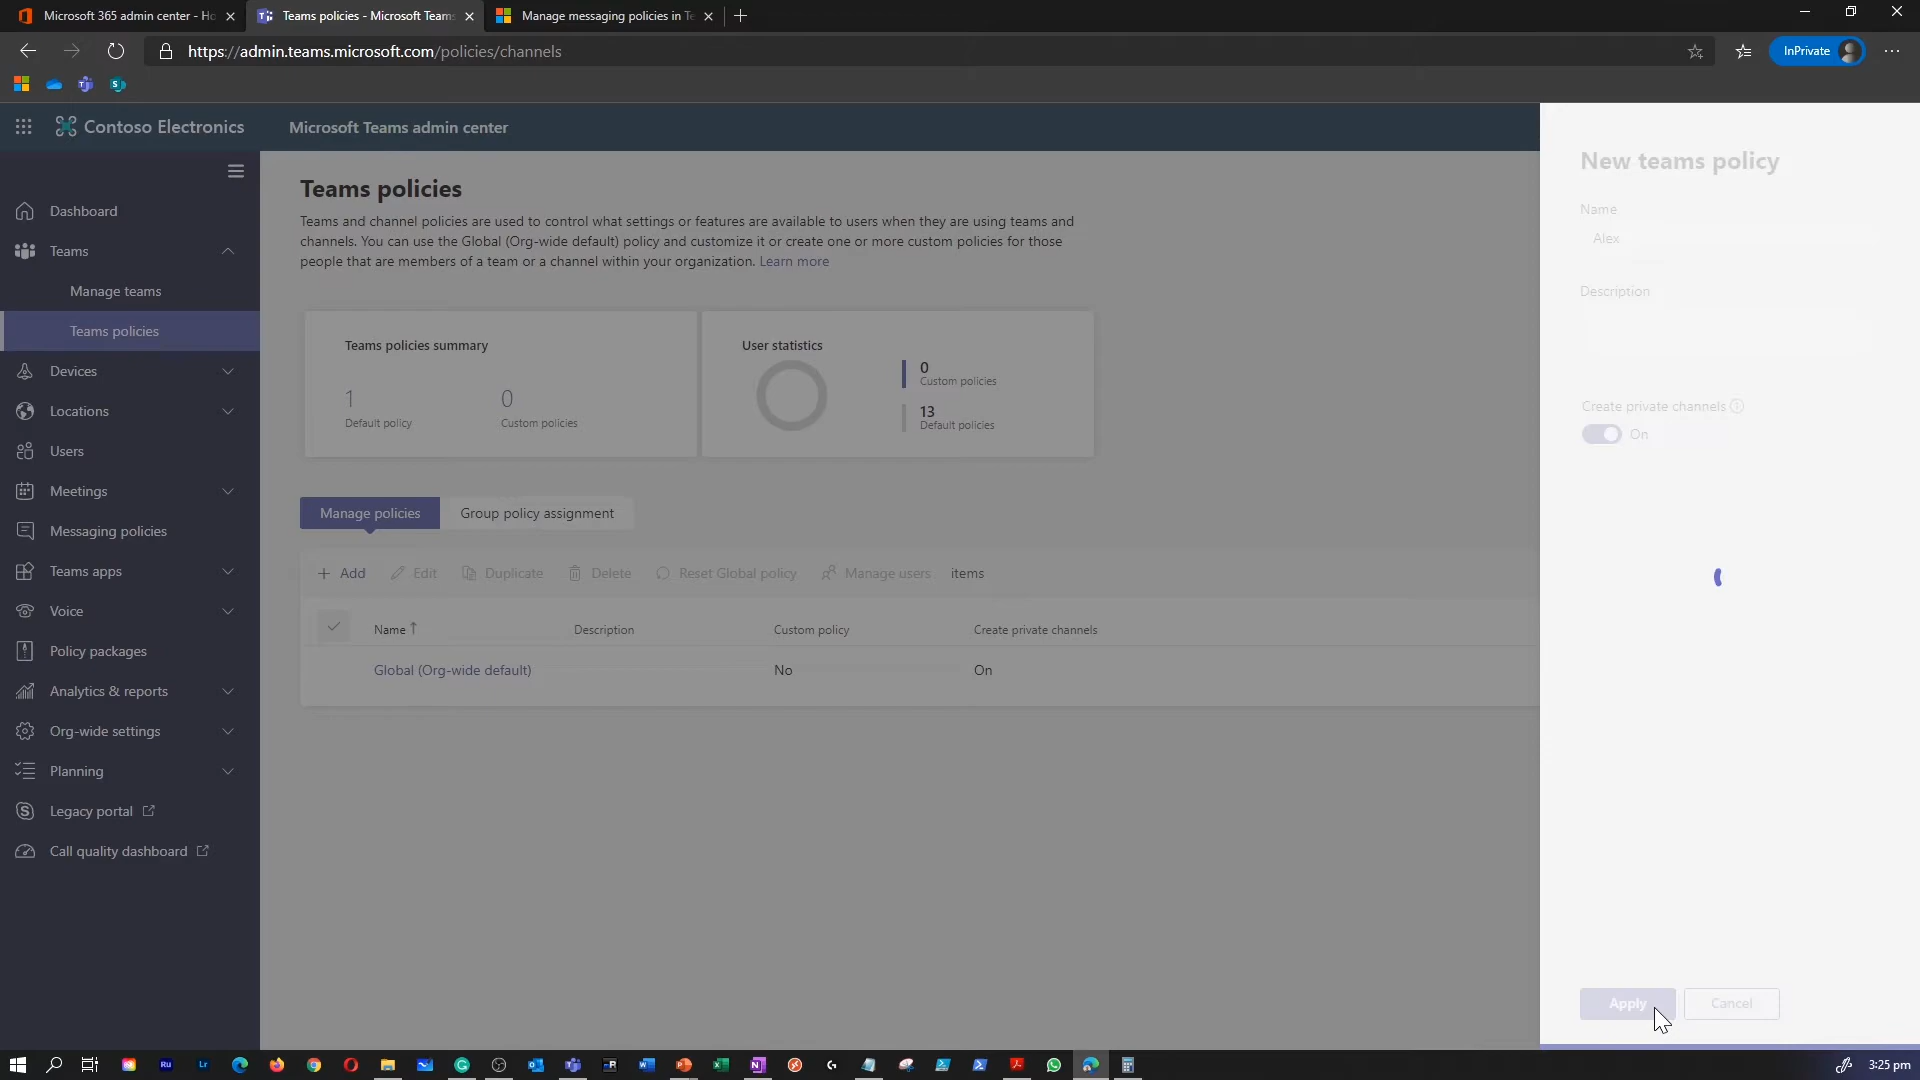 Microsoft 365 admin center - Ho
Teams policies - Microsoft Teams
Manage messaging policies in Te
https://admin.teams.microsoft.com/policies/channels
InPrivate
Contoso Electronics
Microsoft Teams admin center
Dashboard
Teams
Manage teams
Teams policies
Devices
Locations
Users
Meetings
Messaging policies
Teams apps
Voice
Policy packages
Analytics & reports
Org-wide settings
Planning
Legacy portal
Call quality dashboard
Teams policies
Teams and channel policies are used to control what settings or features are available to users when they are using teams and
channels. You can use the Global (Org-wide default) policy and customize it or create one or more custom policies for those
people that are members of a team or a channel within your organization. Learn more
Teams policies summary
1
Default policy
0
Custom policies
User statistics
0
Custom policies
13
Default policies
Manage policies
Group policy assignment
Add
Edit
Duplicate
Delete
Reset Global policy
Manage users
items
Name ↑
Description
Custom policy
Create private channels
Global (Org-wide default)
No
On
New teams policy
Name
Alex
Description
Create private channels
On
Apply
Cancel
3:25 pm